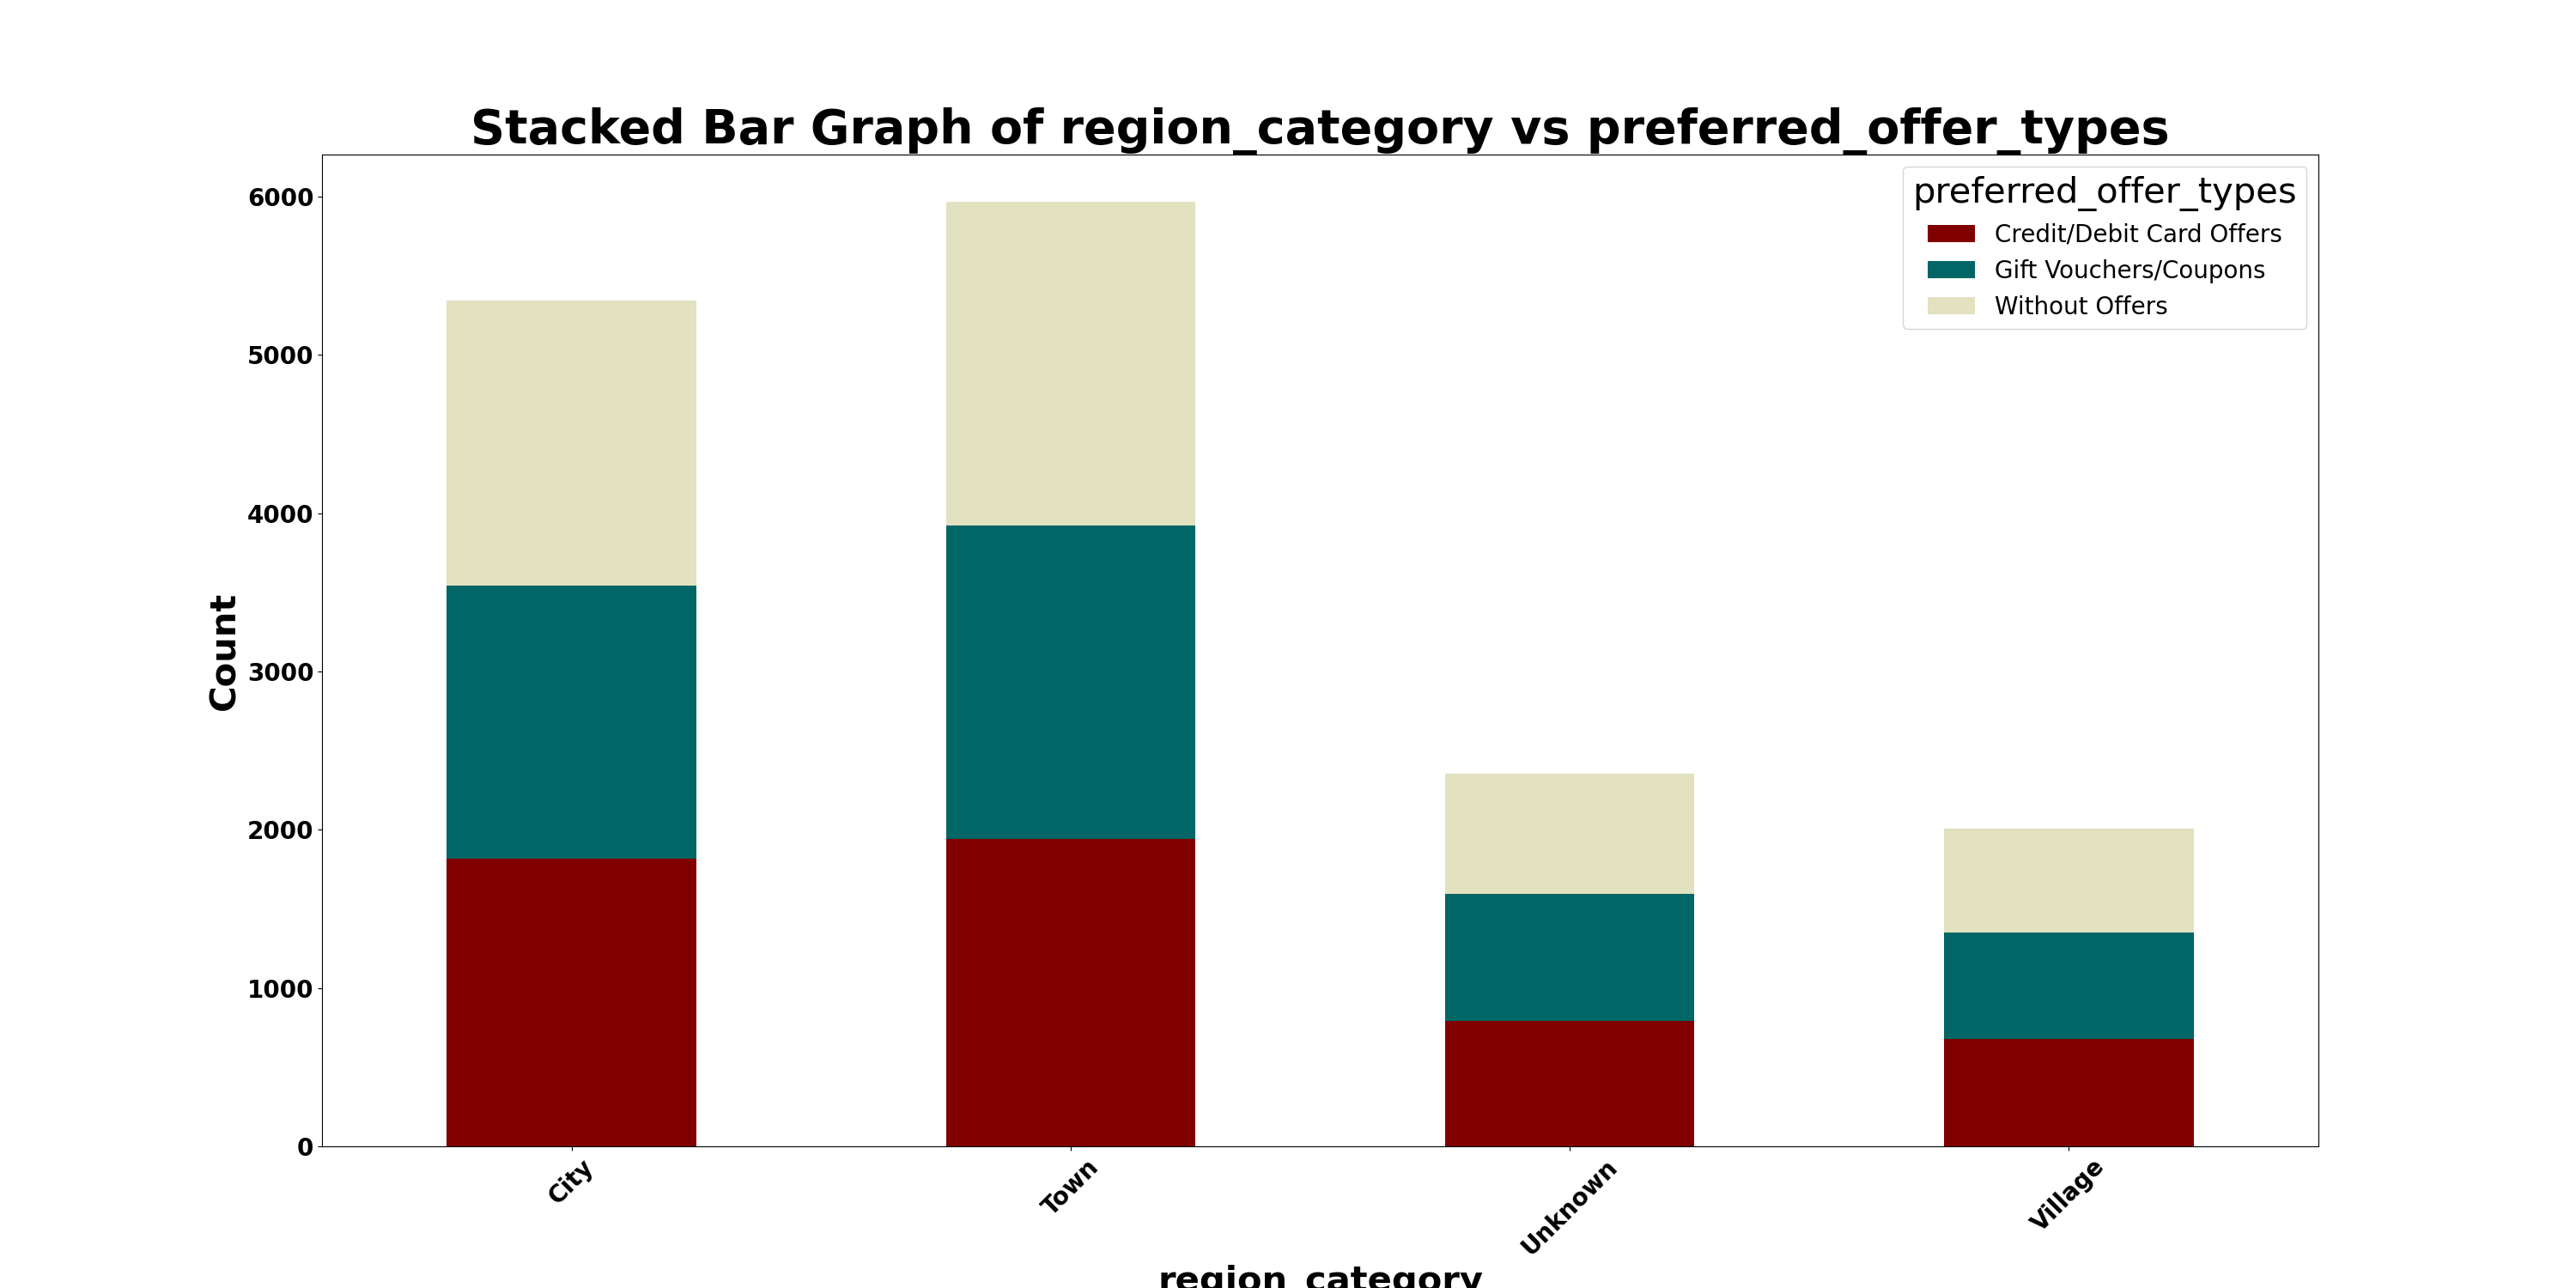 Stacked Bar Graph of region_category vs preferred_offer_types
preferred_offer_types
Credit/Debit Card Offers
Gift Vouchers/Coupons
Without Offers
Count
6000
5000
4000
3000
2000
1000
0
City
Town
Unknown
Village
region_category